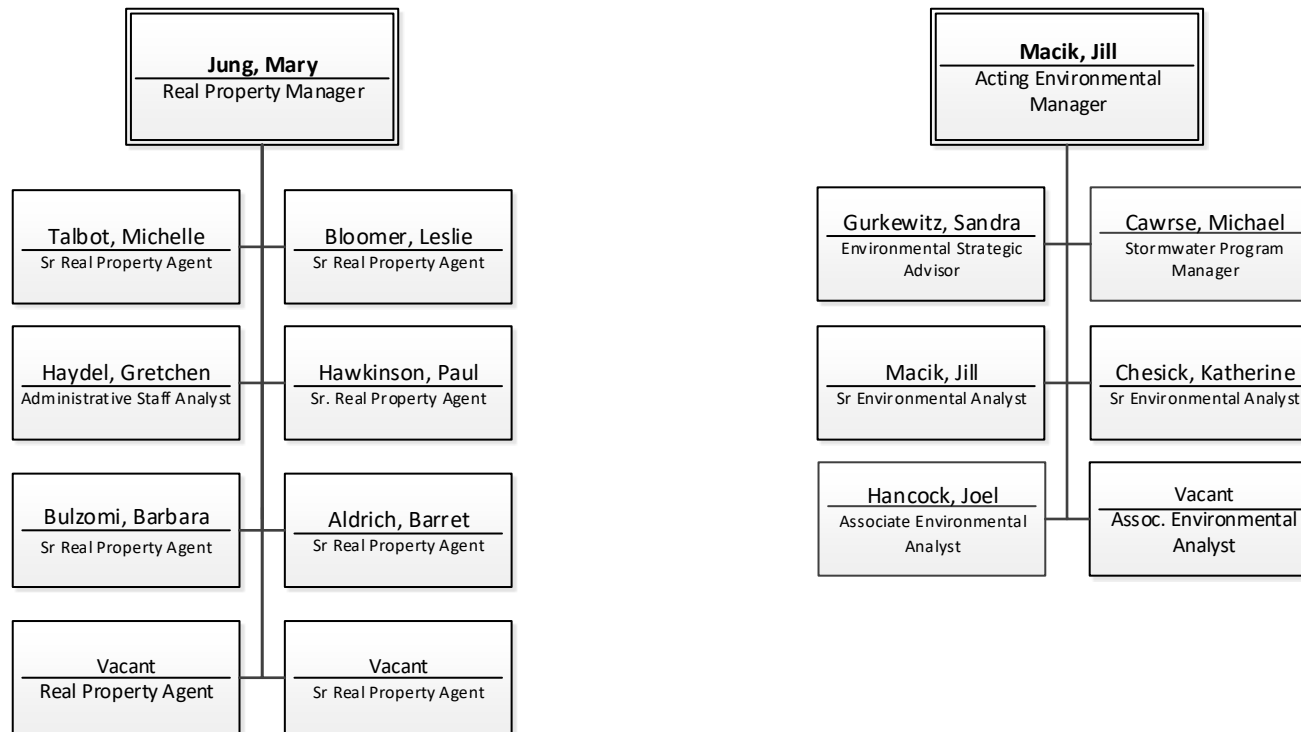 Jung, Mary
Real Property Manager
Talbot, Michelle
Sr Real Property Agent
Bloomer, Leslie
Sr Real Property Agent
Haydel, Gretchen
Administrative Staff Analyst
Hawkinson, Paul
Sr. Real Property Agent
Bulzomi, Barbara
Sr Real Property Agent
Aldrich, Barret
Sr Real Property Agent
Vacant
Real Property Agent
Vacant
Sr Real Property Agent
Macik, Jill
Acting Environmental
Manager
Gurkewitz, Sandra
Environmental Strategic
Advisor
Cawrse, Michael
Stormwater Program
Manager
Macik, Jill
Sr Environmental Analyst
Chesick, Katherine
Sr Environmental Analyst
Hancock, Joel
Associate Environmental
Analyst
Vacant
Assoc. Environmental
Analyst